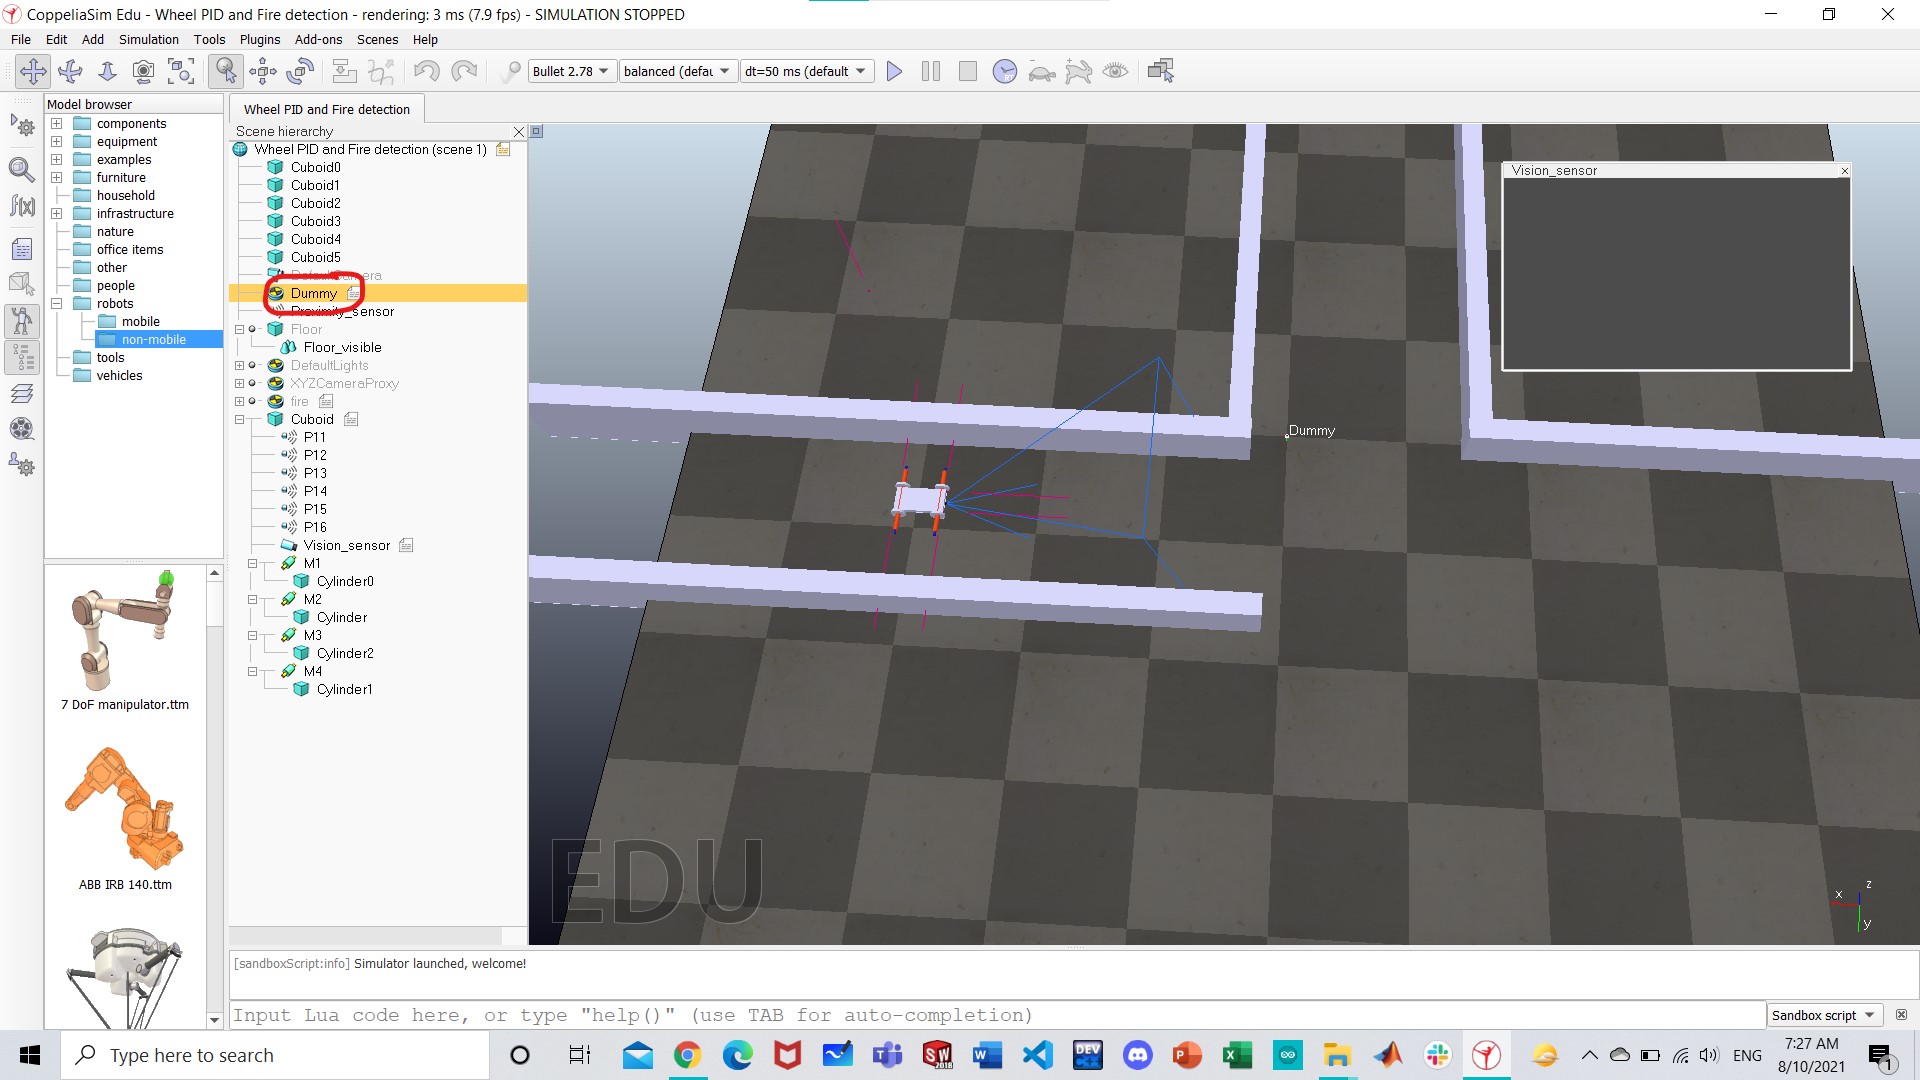 CoppeliaSim Edu - Wheel PID and Fire detection - rendering: 3 ms (7.9 fps) - SIMULATION STOPPED
File Edit Add Simulation Tools Plugins Add-ons Scenes Help
Bullet 2.78 balanced (defau dt=50 ms (default
Model browser
components
equipment
examples
furniture
household
infrastructure
nature
office items
other
people
robots
mobile
non-mobile
tools
vehicles
7 DoF manipulator.ttm
ABB IRB 140.ttm
Wheel PID and Fire detection
Scene hierarchy
Wheel PID and Fire detection (scene 1)
Cuboid0
Cuboid1
Cuboid2
Cuboid3
Cuboid4
Cuboid5
DefaultCamera
Dummy
Proximity_sensor
Floor
Floor_visible
DefaultLights
XYZCameraProxy
fire
Cuboid
P11
P12
P13
P14
P15
P16
Vision_sensor
M1
Cylinder0
M2
Cylinder
M3
Cylinder2
M4
Cylinder1
Vision_sensor
Dummy
EDU
x
z
y
[sandboxScript:info] Simulator launched, welcome!
Input Lua code here, or type "help()" (use TAB for auto-completion)
Sandbox script
Type here to search
ENG
7:27 AM
8/10/2021
1